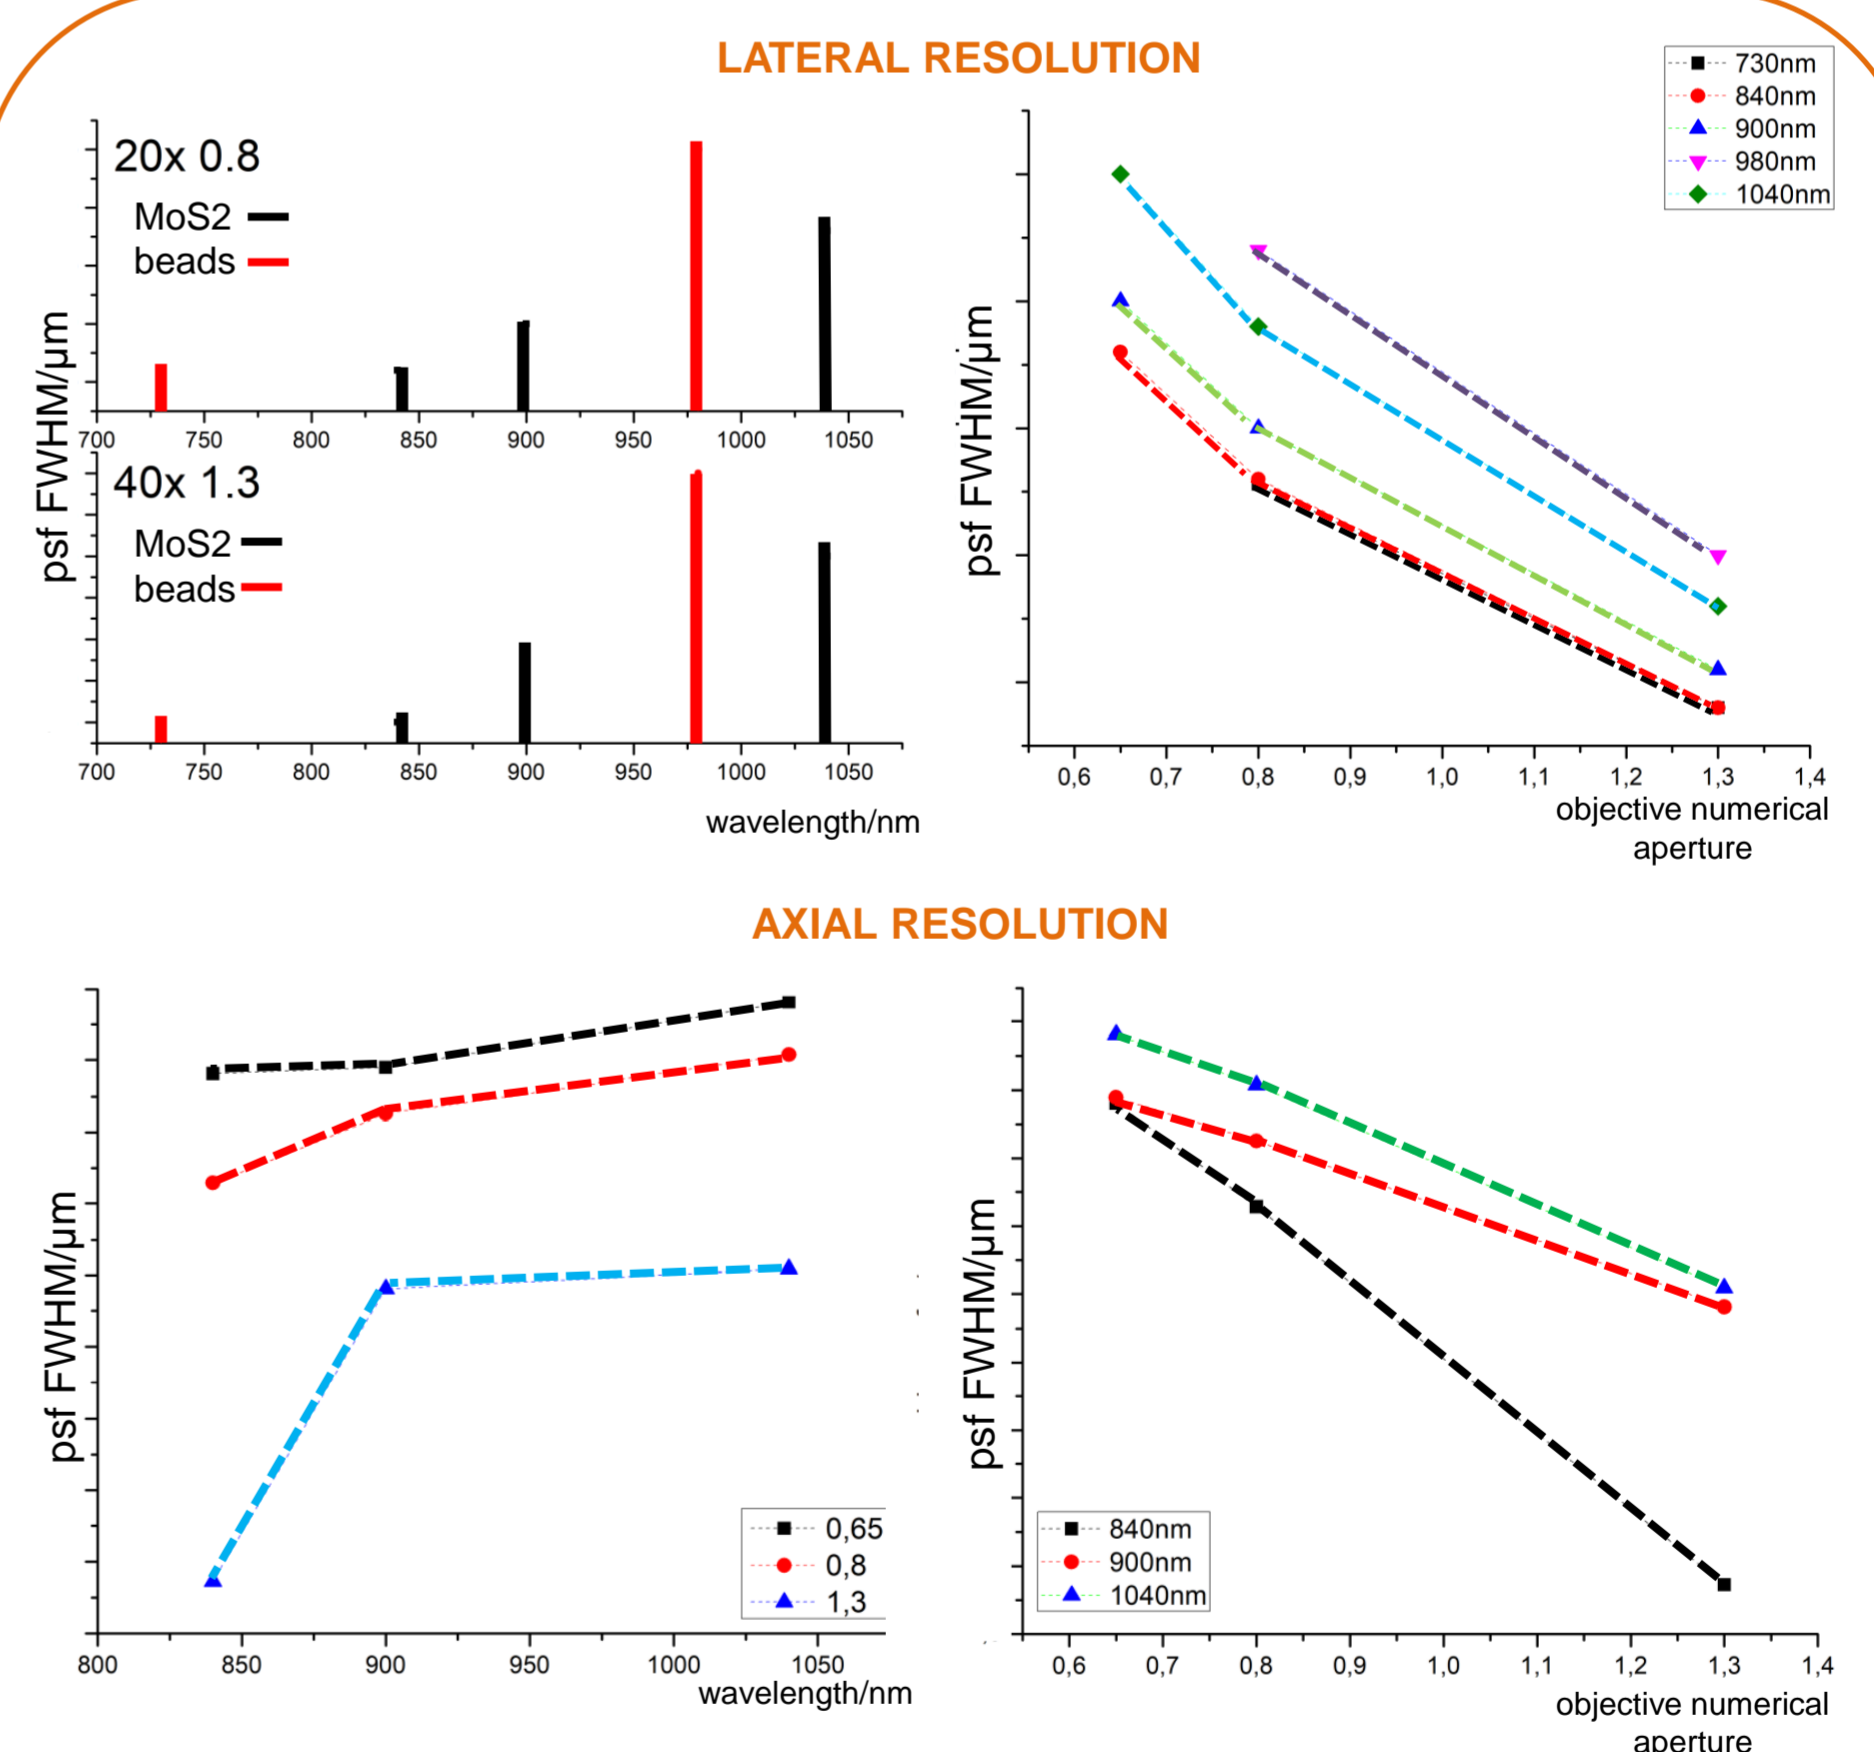 LATERAL RESOLUTION
20x 0.8
MoS2
beads
psf FWHM/µm
700 750 800 850 900 950 1000 1050
40x 1.3
MoS2
beads
700 750 800 850 900 950 1000 1050
wavelength/nm
730nm
840nm
900nm
980nm
1040nm
psf FWHM/µm
0,6 0,7 0,8 0,9 1,0 1,1 1,2 1,3 1,4
objective numerical
aperture
AXIAL RESOLUTION
psf FWHM/µm
0,65
0,8
1,3
800 850 900 950 1000 1050
wavelength/nm
psf FWHM/µm
840nm
900nm
1040nm
0,6 0,7 0,8 0,9 1,0 1,1 1,2 1,3 1,4
objective numerical
aperture